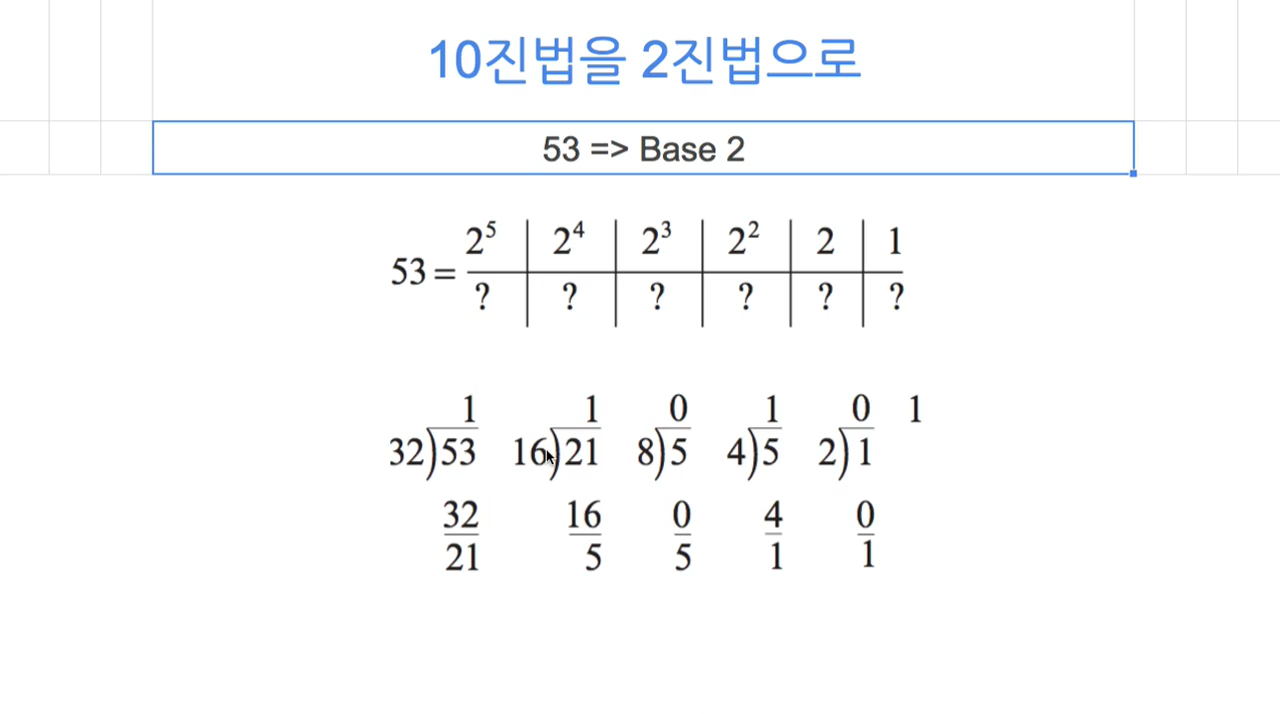 10진법을 2진법으로
53 => Base 2
2⁵ 2⁴ 2³ 2² 2 1
53 =
? ? ? ? ? ?
1 1 0 1 0 1
32)53 16)21 8)5 4)5 2)1
32 16 0 4 0
21 5 5 1 1